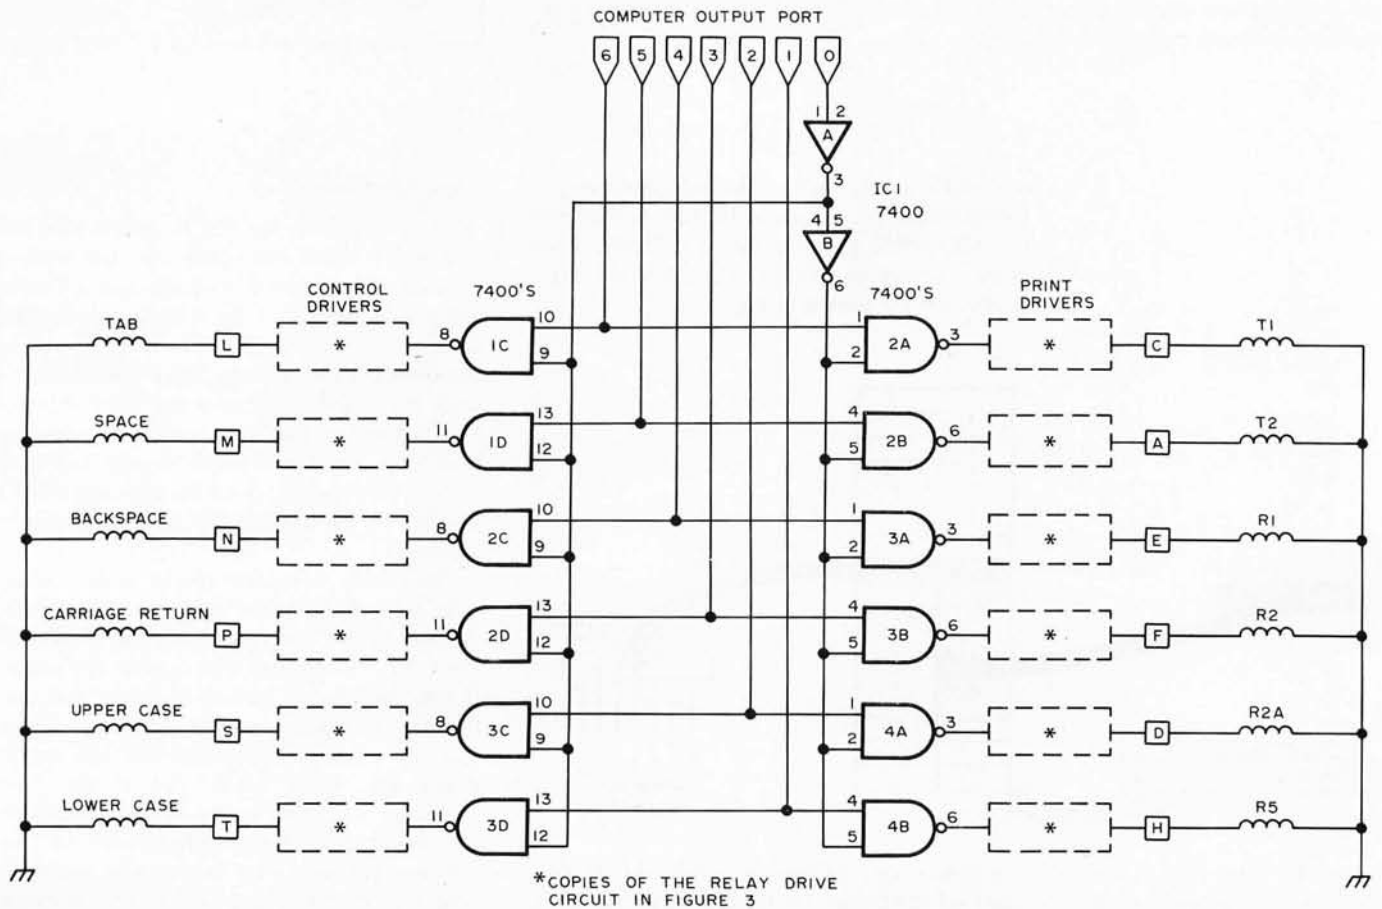 COMPUTER OUTPUT PORT
6 5 4 3 2 1 0
1 2
A
3
IC1
7400
4 5
B
6
CONTROL
DRIVERS
7400'S
7400'S
PRINT
DRIVERS
TAB L * 8 1C 10 9 1 2 2A 3 * C T1
SPACE M * 11 1D 13 12 4 5 2B 6 * A T2
BACKSPACE N * 8 2C 10 9 1 2 3A 3 * E R1
CARRIAGE RETURN P * 11 2D 13 12 4 5 3B 6 * F R2
UPPER CASE S * 8 3C 10 9 1 2 4A 3 * D R2A
LOWER CASE T * 11 3D 13 12 4 5 4B 6 * H R5
*COPIES OF THE RELAY DRIVE
CIRCUIT IN FIGURE 3